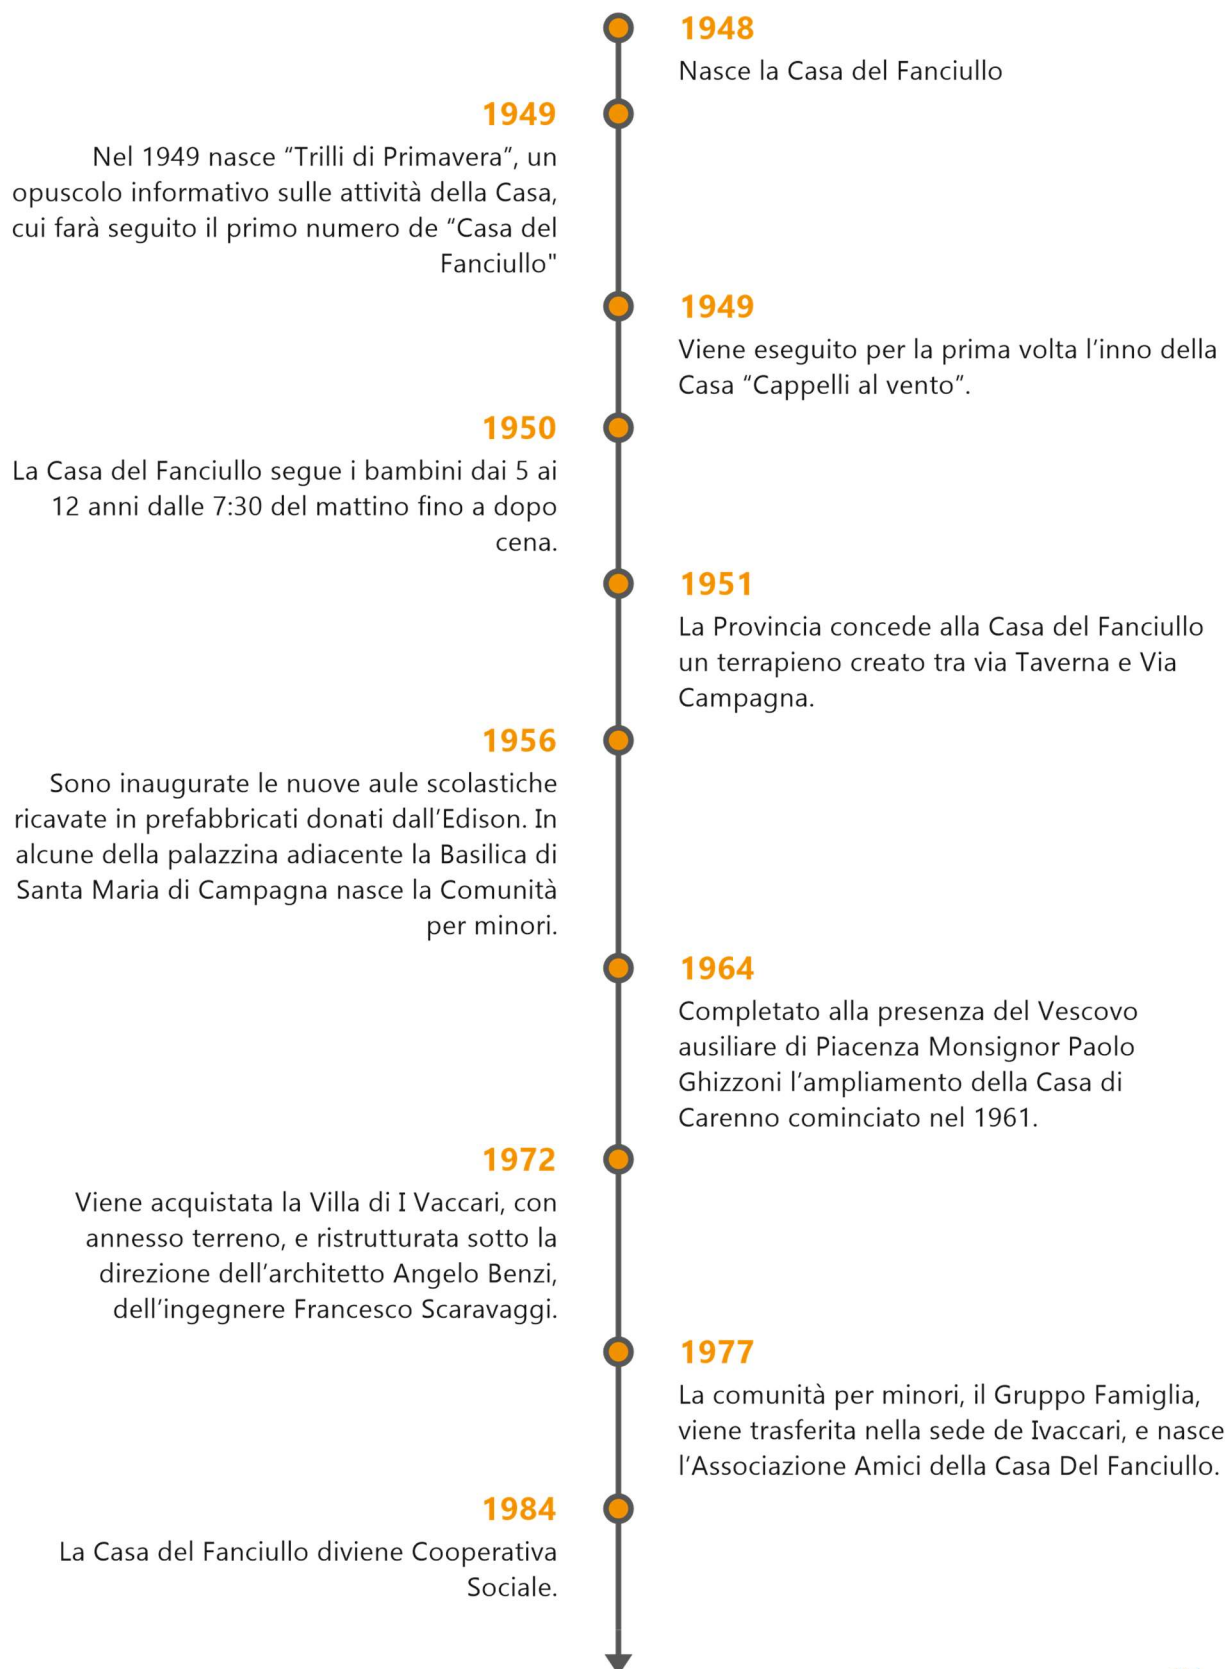 1948
Nasce la Casa del Fanciullo
1949
Nel 1949 nasce “Trilli di Primavera”, un
opuscolo informativo sulle attività della Casa,
cui farà seguito il primo numero de “Casa del
Fanciullo"
1949
Viene eseguito per la prima volta l’inno della
Casa “Cappelli al vento”.
1950
La Casa del Fanciullo segue i bambini dai 5 ai
12 anni dalle 7:30 del mattino fino a dopo
cena.
1951
La Provincia concede alla Casa del Fanciullo
un terrapieno creato tra via Taverna e Via
Campagna.
1956
Sono inaugurate le nuove aule scolastiche
ricavate in prefabbricati donati dall’Edison. In
alcune della palazzina adiacente la Basilica di
Santa Maria di Campagna nasce la Comunità
per minori.
1964
Completato alla presenza del Vescovo
ausiliare di Piacenza Monsignor Paolo
Ghizzoni l’ampliamento della Casa di
Carenno cominciato nel 1961.
1972
Viene acquistata la Villa di I Vaccari, con
annesso terreno, e ristrutturata sotto la
direzione dell’architetto Angelo Benzi,
dell’ingegnere Francesco Scaravaggi.
1977
La comunità per minori, il Gruppo Famiglia,
viene trasferita nella sede de Ivaccari, e nasce
l’Associazione Amici della Casa Del Fanciullo.
1984
La Casa del Fanciullo diviene Cooperativa
Sociale.